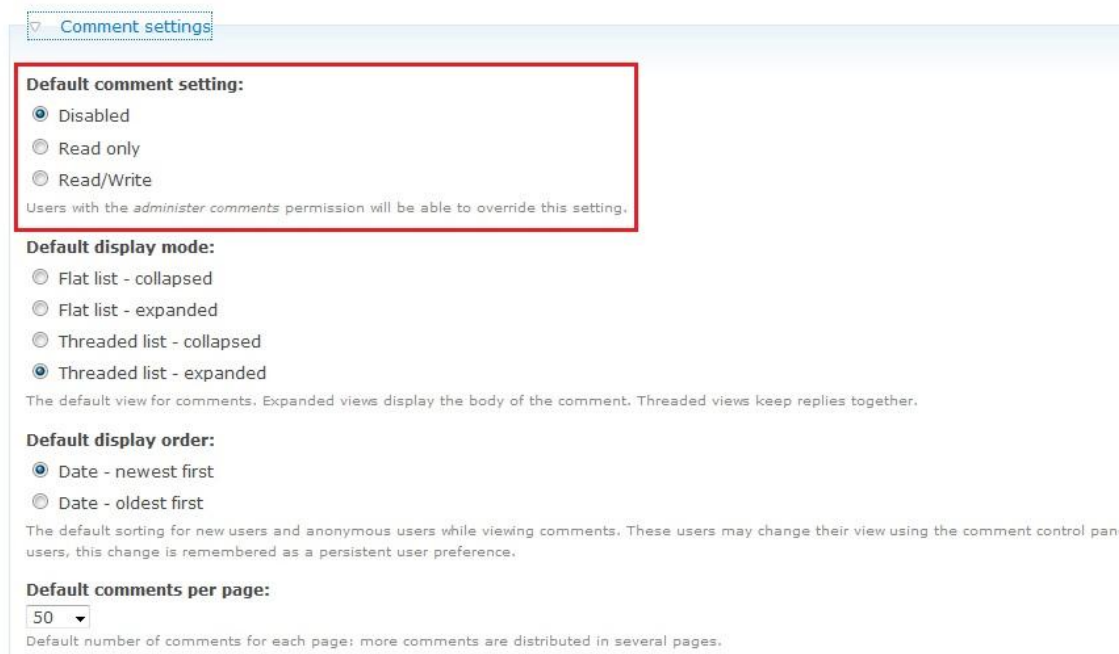 Comment settings
Default comment setting:
Disabled
Read only
Read/Write
Users with the administer comments permission will be able to override this setting.
Default display mode:
Flat list - collapsed
Flat list - expanded
Threaded list - collapsed
Threaded list - expanded
The default view for comments. Expanded views display the body of the comment. Threaded views keep replies together.
Default display order:
Date - newest first
Date - oldest first
The default sorting for new users and anonymous users while viewing comments. These users may change their view using the comment control pan
users, this change is remembered as a persistent user preference.
Default comments per page:
50
Default number of comments for each page: more comments are distributed in several pages.